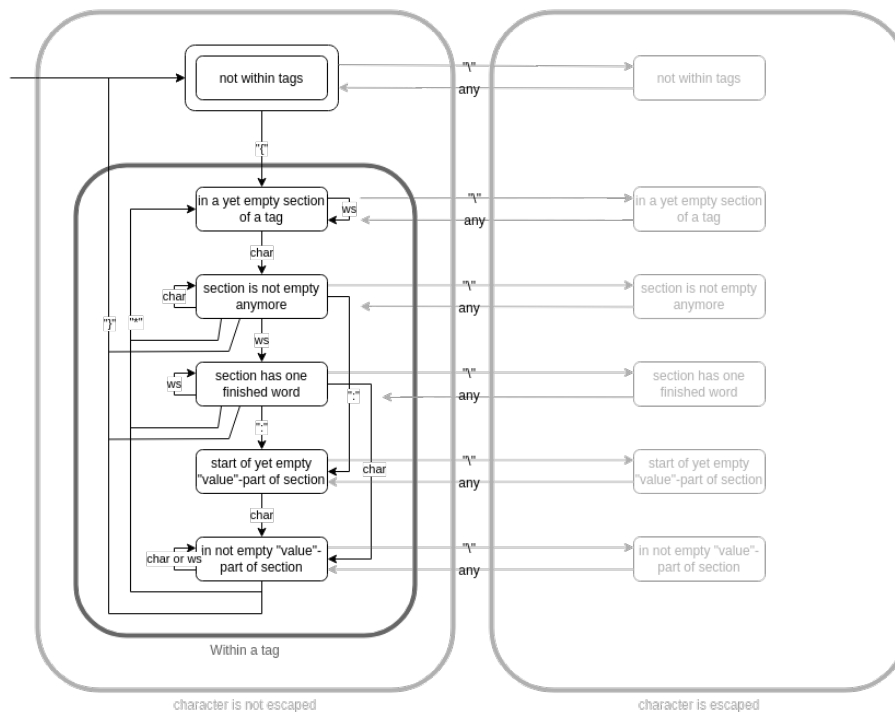 not within tags
"\"
any
not within tags
"{"
in a yet empty section
of a tag
ws
"\"
any
in a yet empty section
of a tag
char
section is not empty
anymore
char
"\"
any
section is not empty
anymore
"}"
"*"
ws
section has one
finished word
ws
"\"
any
section has one
finished word
":"
":"
start of yet empty
"value"-part of section
char
"\"
any
start of yet empty
"value"-part of section
char
in not empty "value"-
part of section
char or ws
"\"
any
in not empty "value"-
part of section
Within a tag
character is not escaped
character is escaped